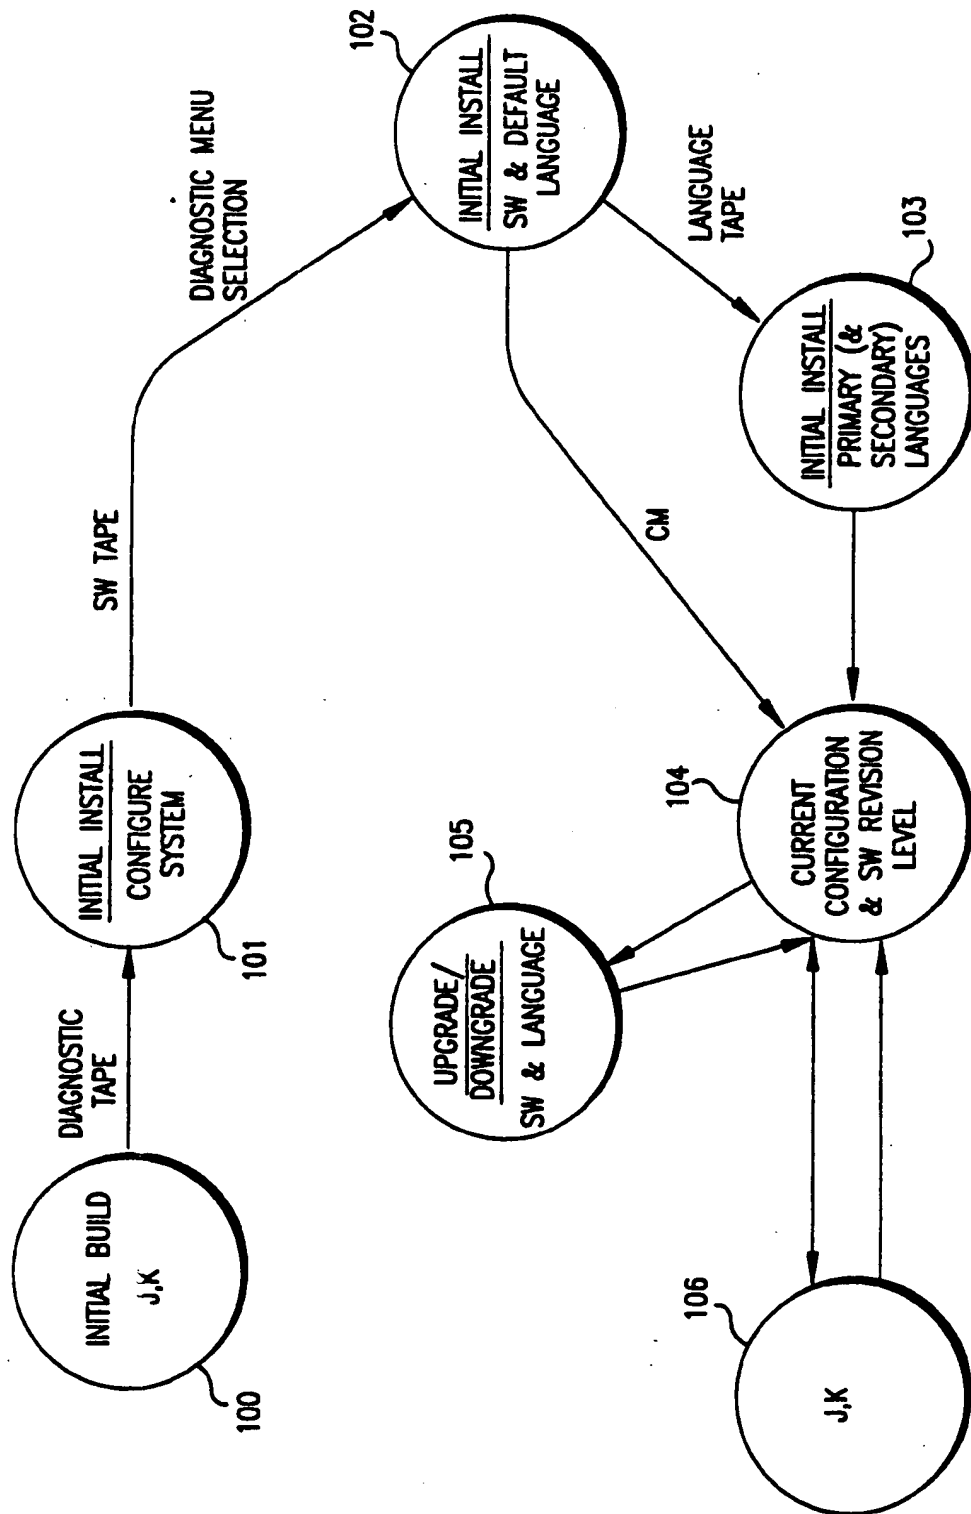 INITIAL BUILD
J,K
100
DIAGNOSTIC
TAPE
INITIAL INSTALL
CONFIGURE
SYSTEM
101
SW TAPE
DIAGNOSTIC MENU
SELECTION
INITIAL INSTALL
SW & DEFAULT
LANGUAGE
102
LANGUAGE
TAPE
INITIAL INSTALL
PRIMARY (&
SECONDARY)
LANGUAGES
103
CM
CURRENT
CONFIGURATION
& SW REVISION
LEVEL
104
UPGRADE/
DOWNGRADE
SW & LANGUAGE
105
J,K
106